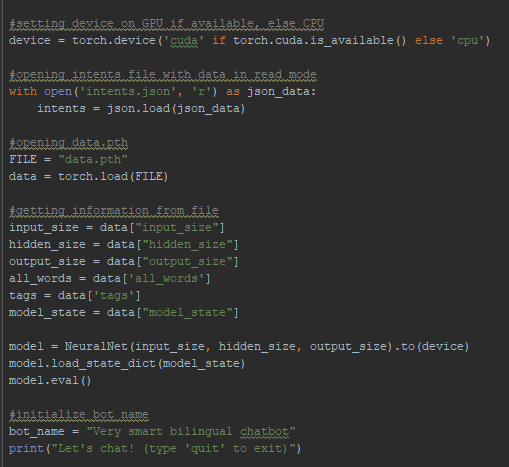 #setting device on GPU if available, else CPU
device = torch.device('cuda' if torch.cuda.is_available() else 'cpu')
#opening intents file with data in read mode
with open('intents.json', 'r') as json_data:
    intents = json.load(json_data)
#opening data.pth
FILE = "data.pth"
data = torch.load(FILE)
#getting information from file
input_size = data["input_size"]
hidden_size = data["hidden_size"]
output_size = data["output_size"]
all_words = data['all_words']
tags = data['tags']
model_state = data["model_state"]
model = NeuralNet(input_size, hidden_size, output_size).to(device)
model.load_state_dict(model_state)
model.eval()
#initialize bot name
bot_name = "Very smart bilingual chatbot"
print("Let's chat! (type 'quit' to exit)")